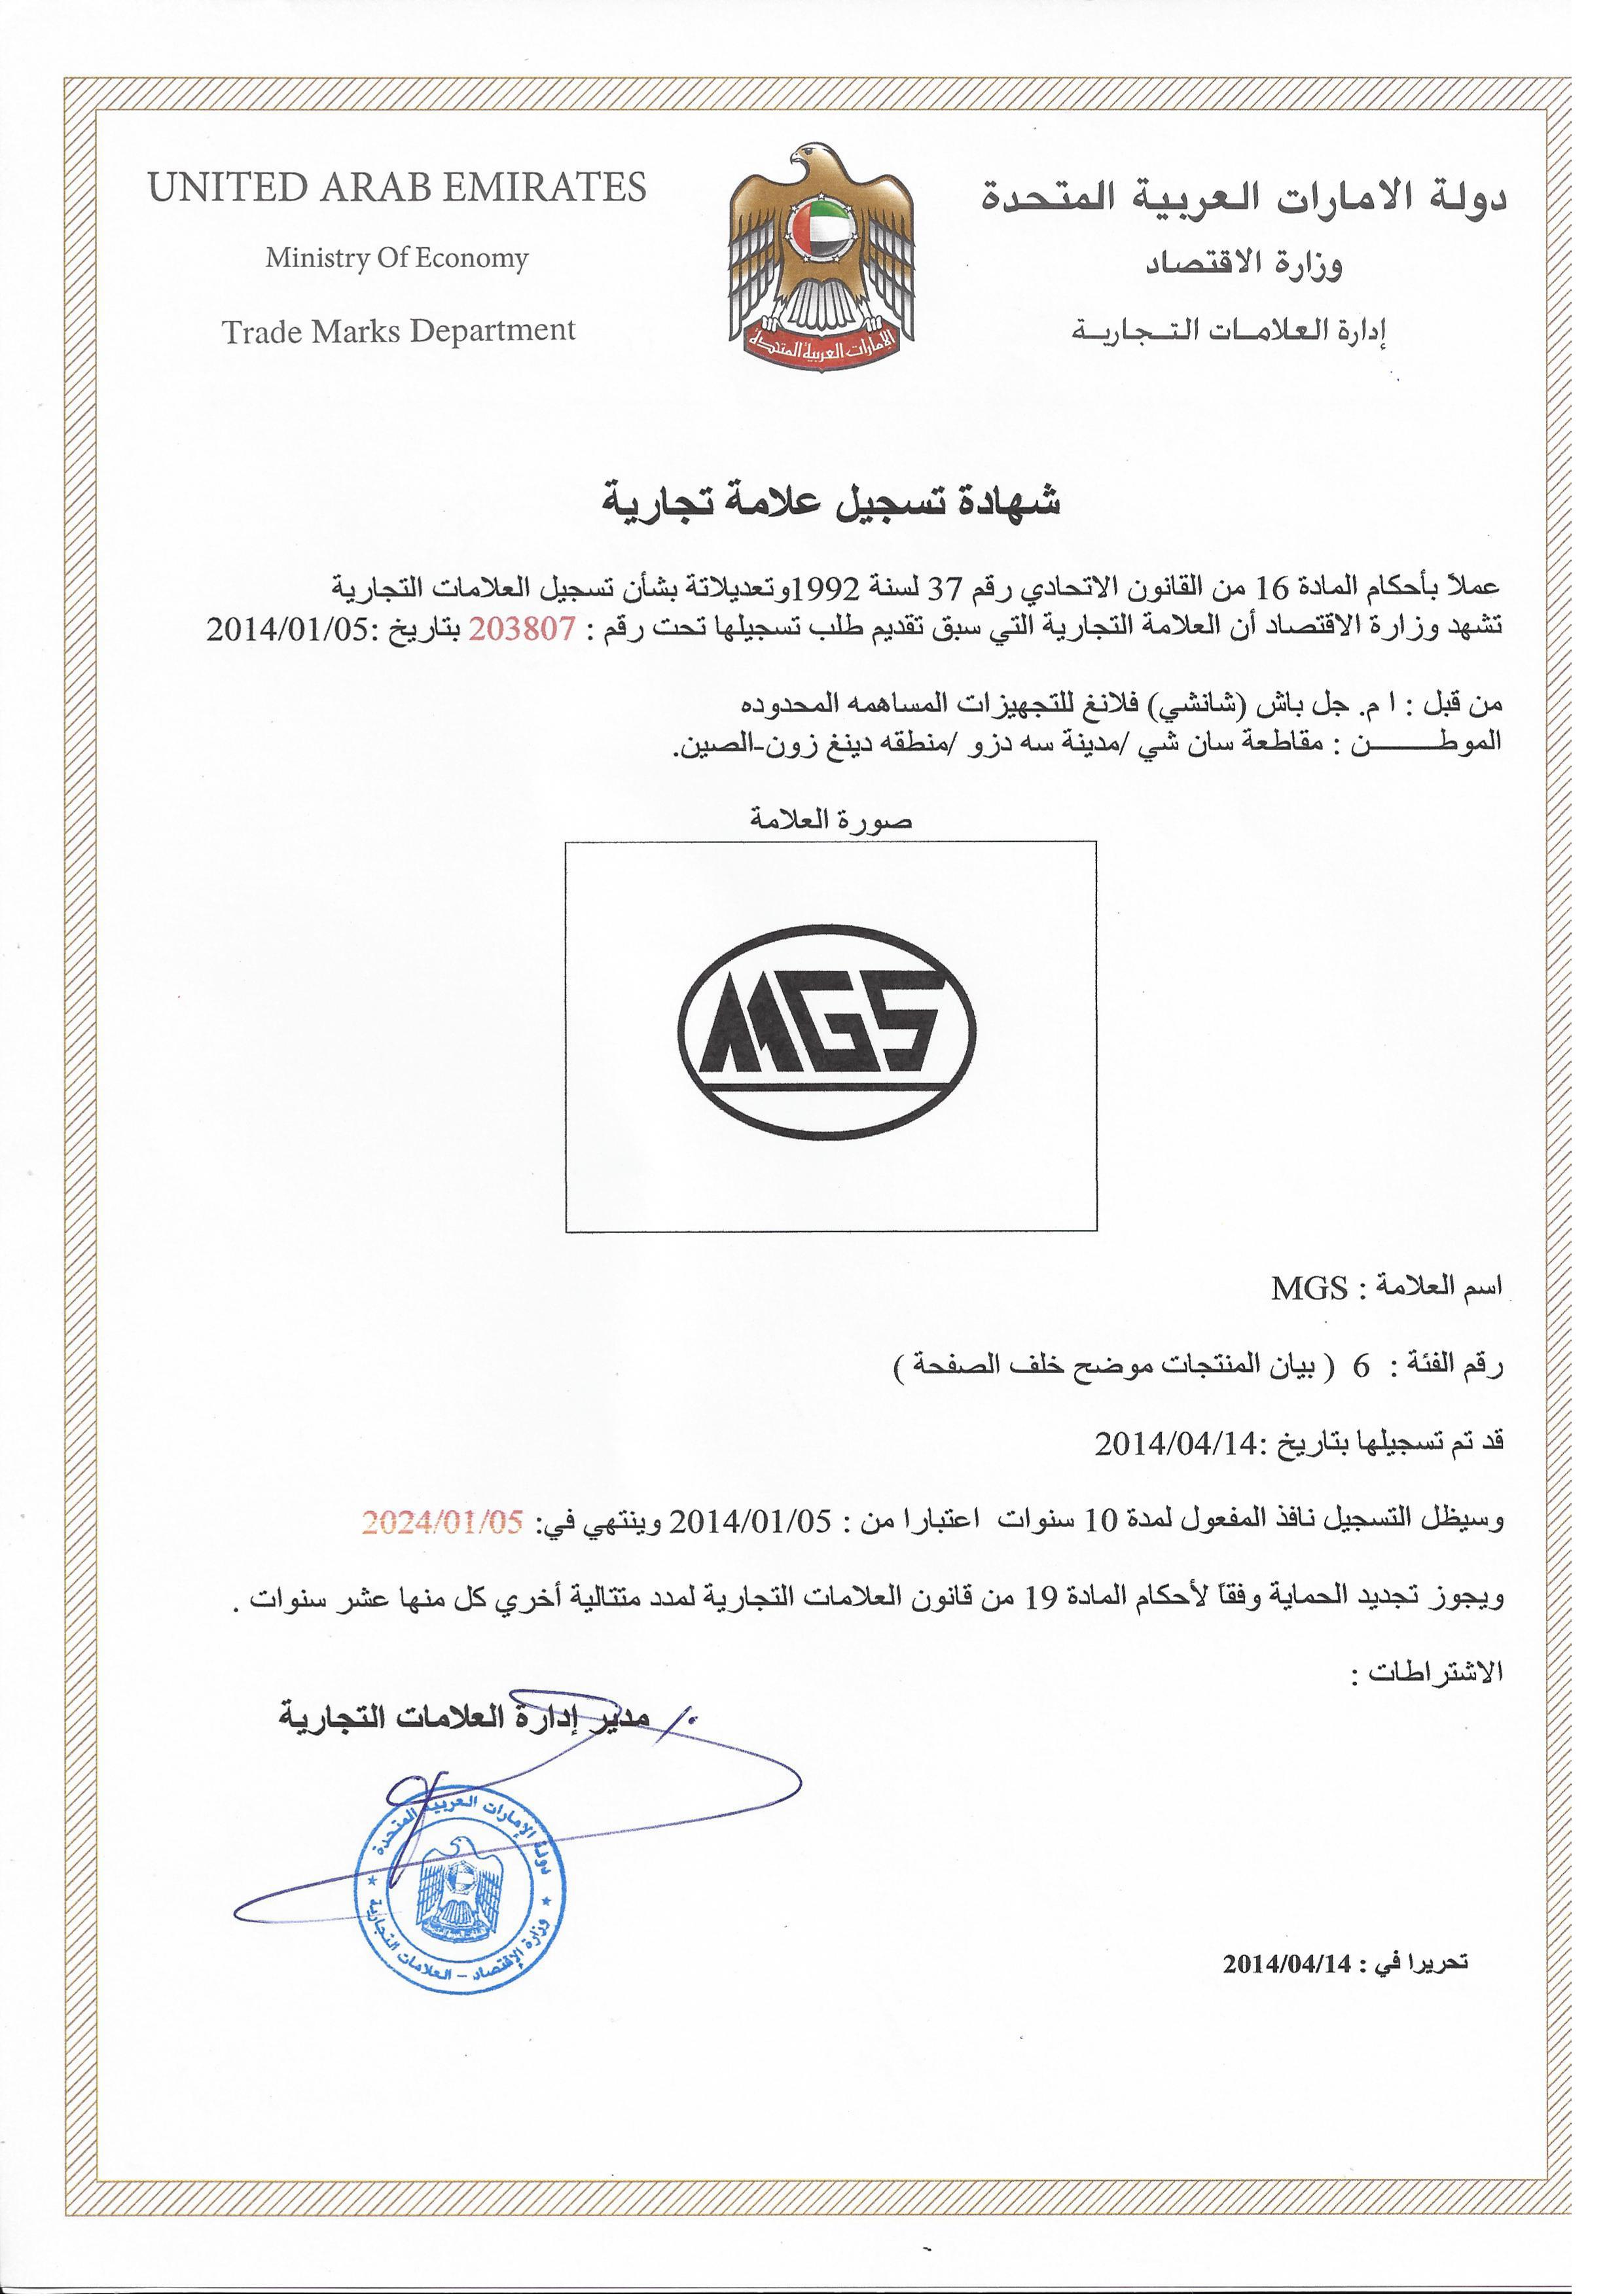 UNITED ARAB EMIRATES
Ministry Of Economy
Trade Marks Department
دولة الامارات العربية المتحدة
وزارة الاقتصاد
إدارة العلامات التجارية
الإمارات العربية المتحدة
شهادة تسجيل علامة تجارية
عملاً بأحكام المادة 16 من القانون الاتحادي رقم 37 لسنة 1992وتعديلاتة بشأن تسجيل العلامات التجارية
تشهد وزارة الاقتصاد أن العلامة التجارية التي سبق تقديم طلب تسجيلها تحت رقم : 203807 بتاريخ :2014/01/05
من قبل : ا م. جل باش (شانشي) فلانغ للتجهيزات المساهمه المحدوده
الموطــــــــن : مقاطعة سان شي /مدينة سه دزو /منطقه دينغ زون-الصين.
صورة العلامة
MGS
اسم العلامة : MGS
رقم الفئة : 6 ( بيان المنتجات موضح خلف الصفحة )
قد تم تسجيلها بتاريخ :2014/04/14
وسيظل التسجيل نافذ المفعول لمدة 10 سنوات اعتبارا من : 2014/01/05 وينتهي في: 2024/01/05
ويجوز تجديد الحماية وفقاً لأحكام المادة 19 من قانون العلامات التجارية لمدد متتالية أخري كل منها عشر سنوات .
الاشتراطات :
مدير إدارة العلامات التجارية
دولة الإمارات العربية المتحدة
وزارة الإقتصاد - العلامات التجارية
تحريرا في : 2014/04/14